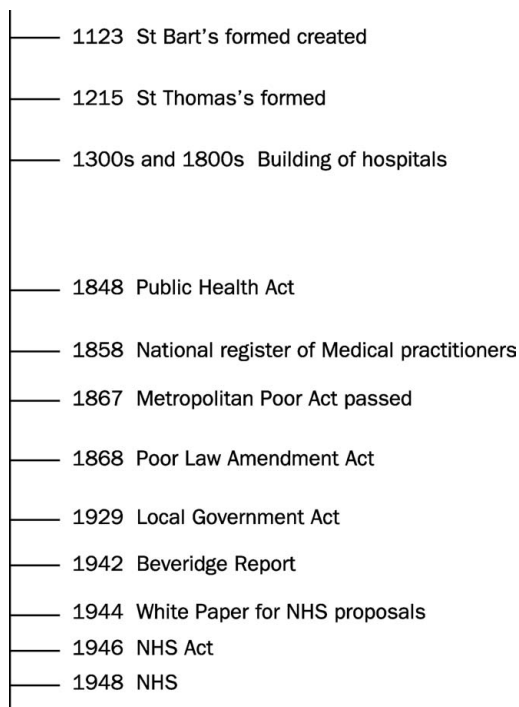 1123 St Bart's formed created
1215 St Thomas's formed
1300s and 1800s Building of hospitals
1848 Public Health Act
1858 National register of Medical practitioners
1867 Metropolitan Poor Act passed
1868 Poor Law Amendment Act
1929 Local Government Act
1942 Beveridge Report
1944 White Paper for NHS proposals
1946 NHS Act
1948 NHS